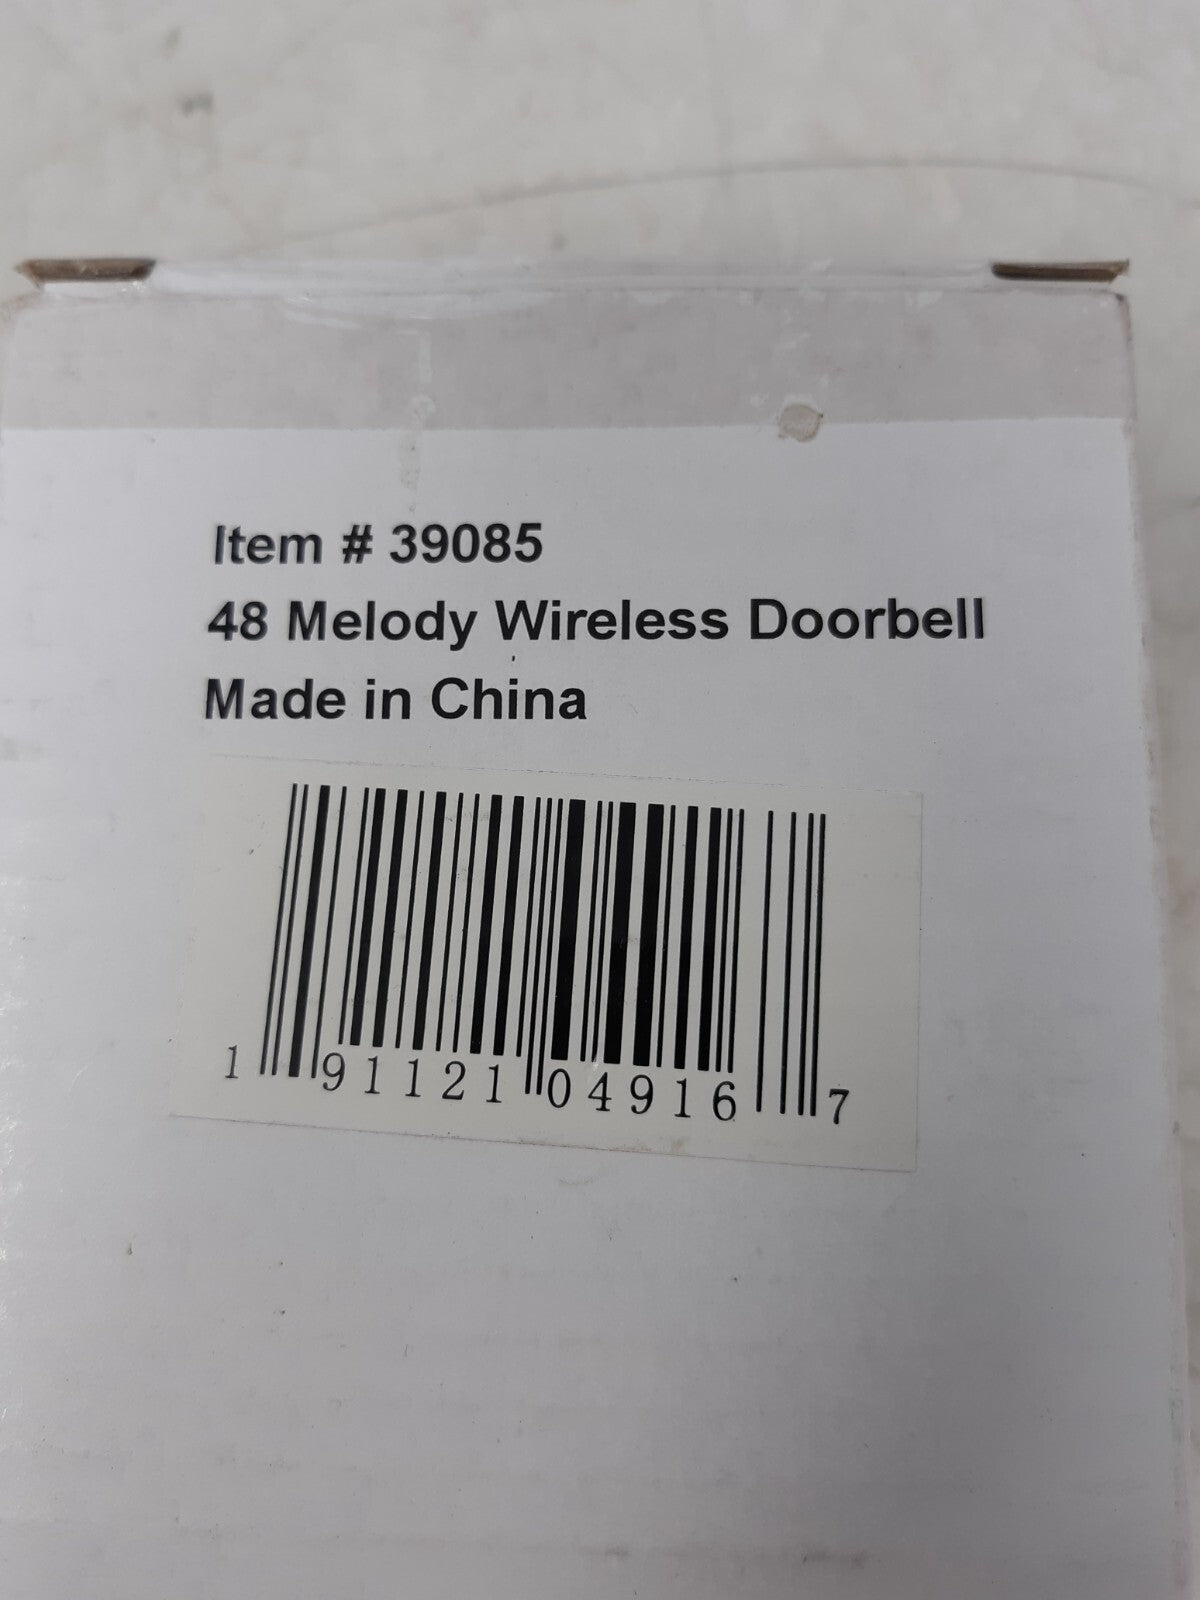 Item # 39085
48 Melody Wireless Doorbell
Made in China
1 91121 04916 7